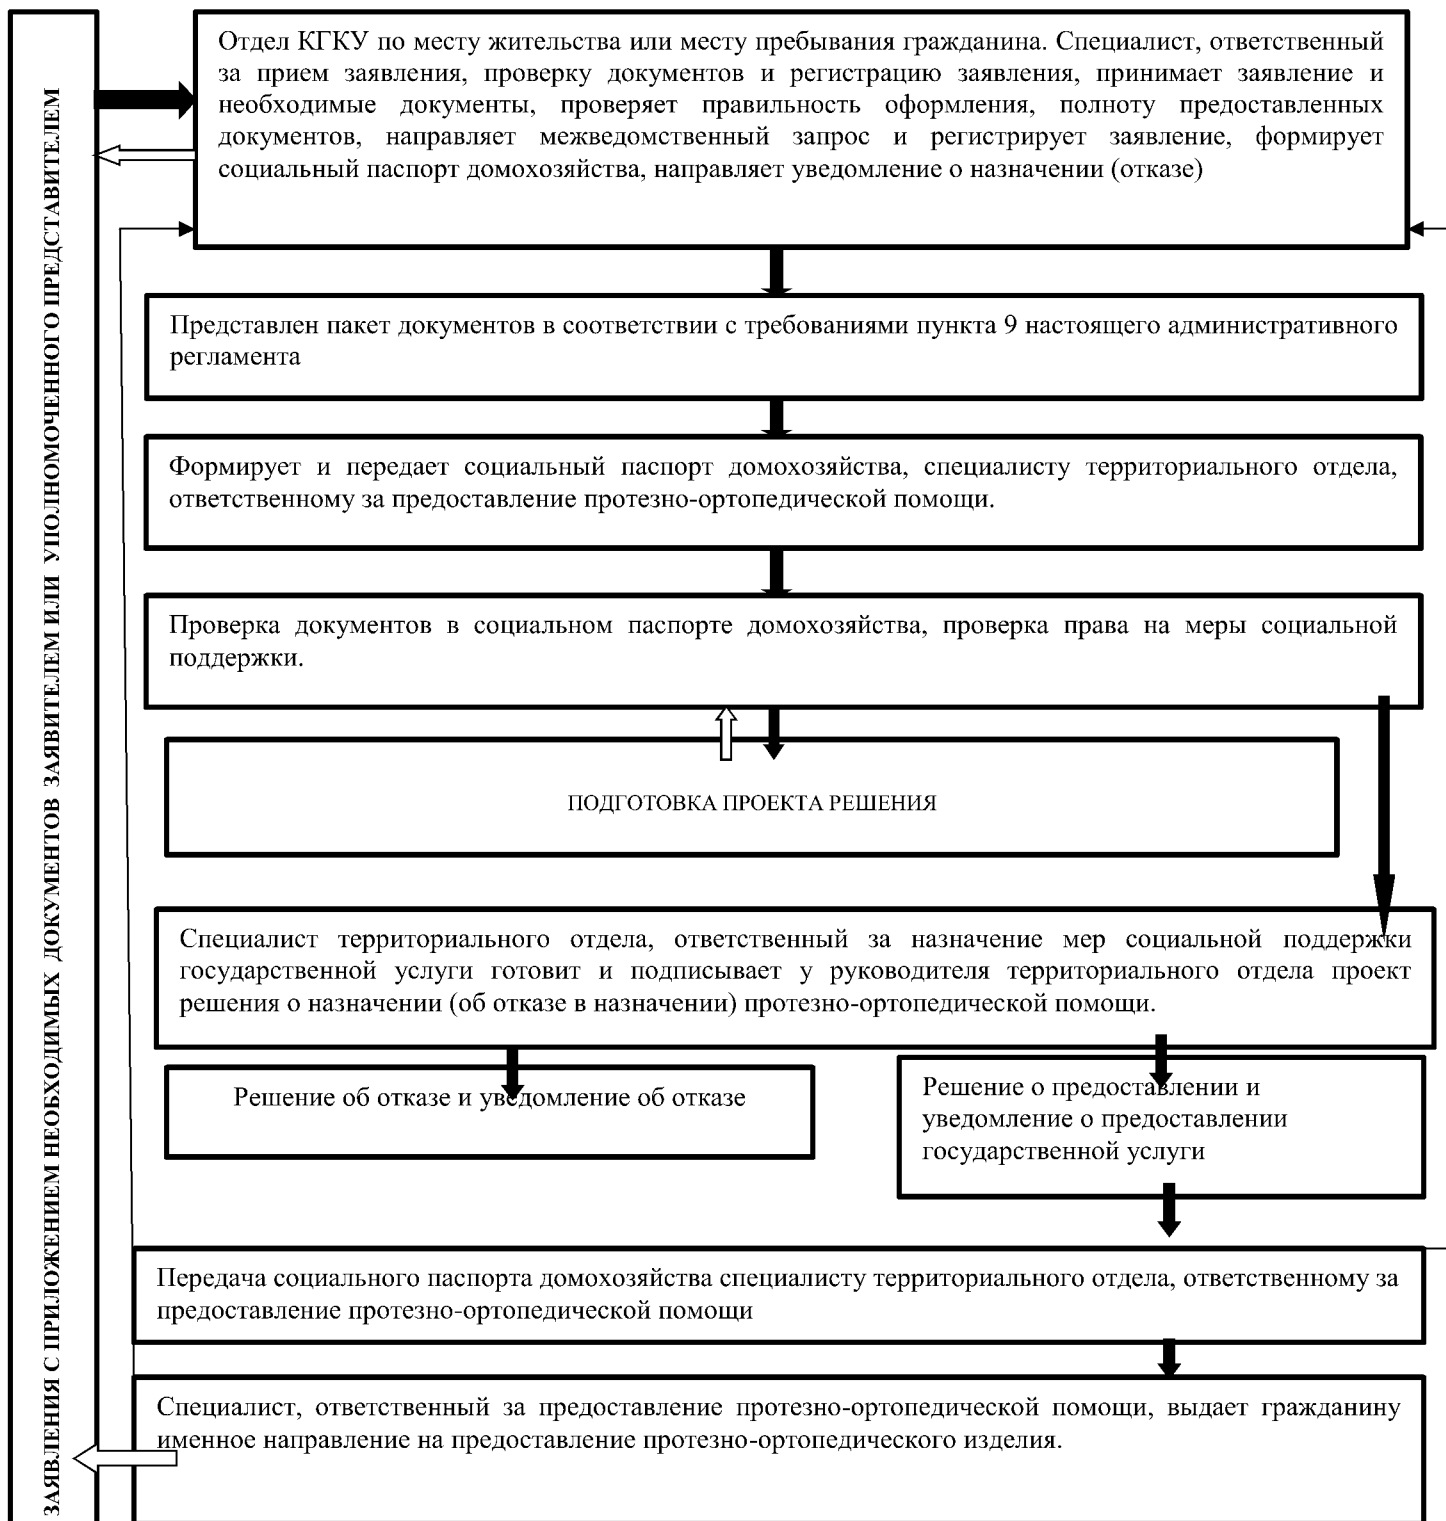 ЗАЯВЛЕНИЯ С ПРИЛОЖЕНИЕМ НЕОБХОДИМЫХ ДОКУМЕНТОВ ЗАЯВИТЕЛЕМ ИЛИ УПОЛНОМОЧЕННОГО ПРЕДСТАВИТЕЛЕМ
Отдел КГКУ по месту жительства или месту пребывания гражданина. Специалист, ответственный
за прием заявления, проверку документов и регистрацию заявления, принимает заявление и
необходимые документы, проверяет правильность оформления, полноту предоставленных
документов, направляет межведомственный запрос и регистрирует заявление, формирует
социальный паспорт домохозяйства, направляет уведомление о назначении (отказе)
Представлен пакет документов в соответствии с требованиями пункта 9 настоящего административного
регламента
Формирует и передает социальный паспорт домохозяйства, специалисту территориального отдела,
ответственному за предоставление протезно-ортопедической помощи.
Проверка документов в социальном паспорте домохозяйства, проверка права на меры социальной
поддержки.
ПОДГОТОВКА ПРОЕКТА РЕШЕНИЯ
Специалист территориального отдела, ответственный за назначение мер социальной поддержки
государственной услуги готовит и подписывает у руководителя территориального отдела проект
решения о назначении (об отказе в назначении) протезно-ортопедической помощи.
Решение об отказе и уведомление об отказе
Решение о предоставлении и
уведомление о предоставлении
государственной услуги
Передача социального паспорта домохозяйства специалисту территориального отдела, ответственному за
предоставление протезно-ортопедической помощи
Специалист, ответственный за предоставление протезно-ортопедической помощи, выдает гражданину
именное направление на предоставление протезно-ортопедического изделия.